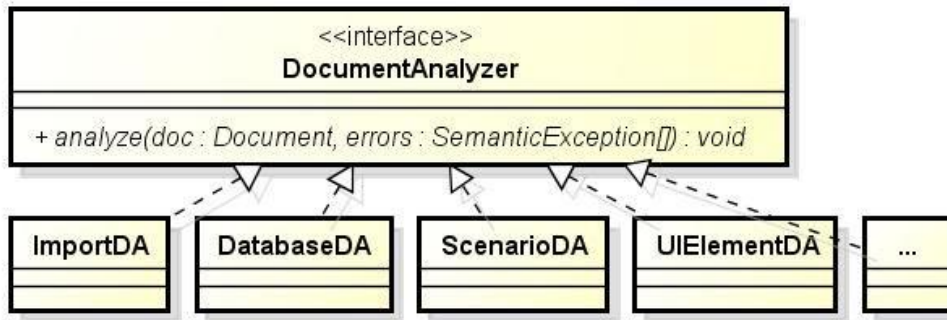 <<interface>>
DocumentAnalyzer
+ analyze(doc : Document, errors : SemanticException[]) : void
ImportDA
DatabaseDA
ScenarioDA
UIElementDA
...